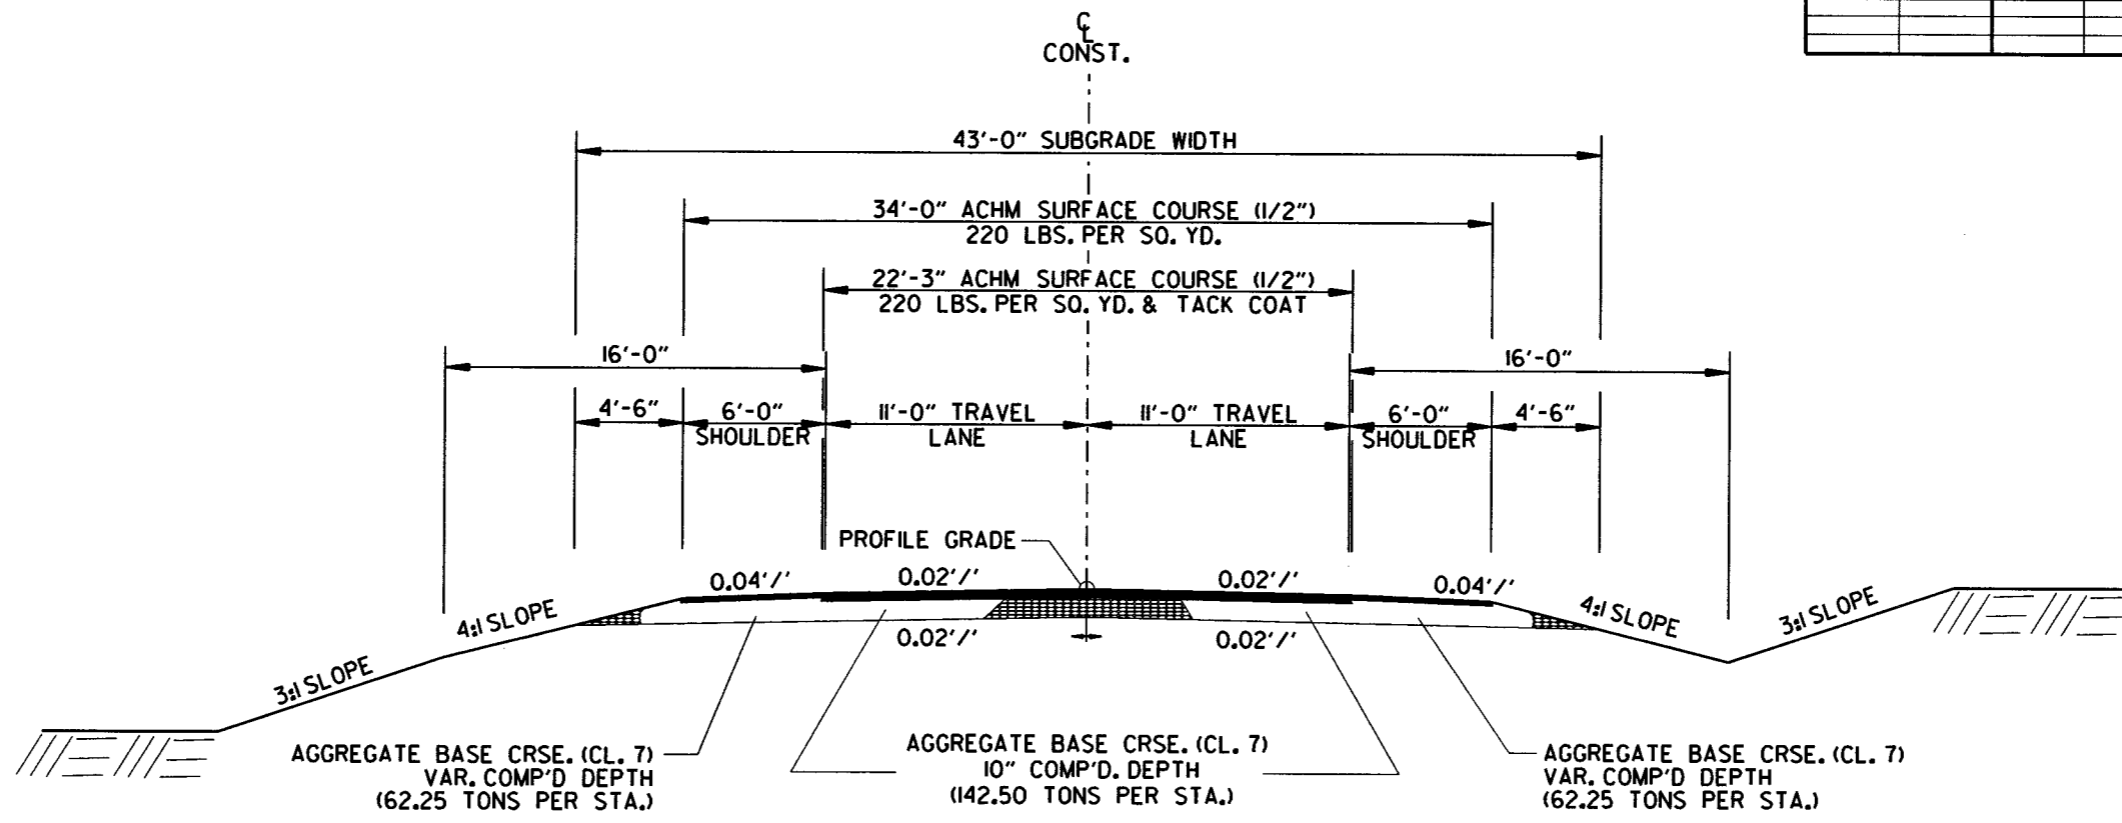 ℄
CONST.
43'-0" SUBGRADE WIDTH
34'-0" ACHM SURFACE COURSE (1/2")
220 LBS. PER SQ. YD.
22'-3" ACHM SURFACE COURSE (1/2")
220 LBS. PER SQ. YD. & TACK COAT
16'-0"
16'-0"
4'-6"
6'-0"
SHOULDER
11'-0" TRAVEL
LANE
11'-0" TRAVEL
LANE
6'-0"
SHOULDER
4'-6"
PROFILE GRADE
0.04'/'
0.02'/'
0.02'/'
0.04'/'
3:1 SLOPE
4:1 SLOPE
0.02'/'
0.02'/'
4:1 SLOPE
3:1 SLOPE
AGGREGATE BASE CRSE. (CL. 7)
VAR. COMP'D DEPTH
(62.25 TONS PER STA.)
AGGREGATE BASE CRSE. (CL. 7)
10" COMP'D. DEPTH
(142.50 TONS PER STA.)
AGGREGATE BASE CRSE. (CL. 7)
VAR. COMP'D DEPTH
(62.25 TONS PER STA.)